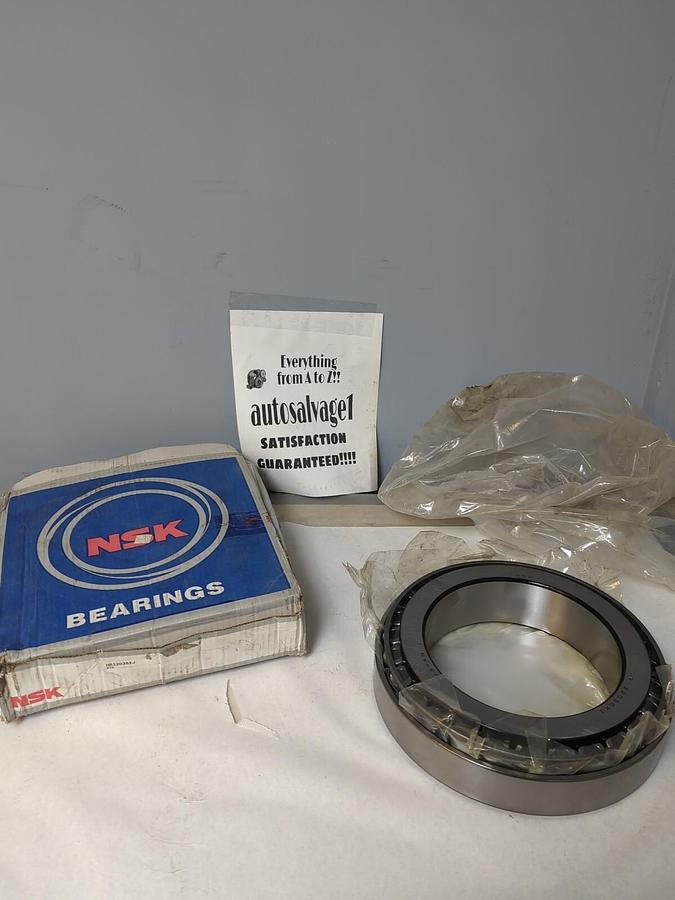 Everything
from A to Z!!
autosalvage1
SATISFACTION
GUARANTEED!!!!
NSK
BEARINGS
NSK